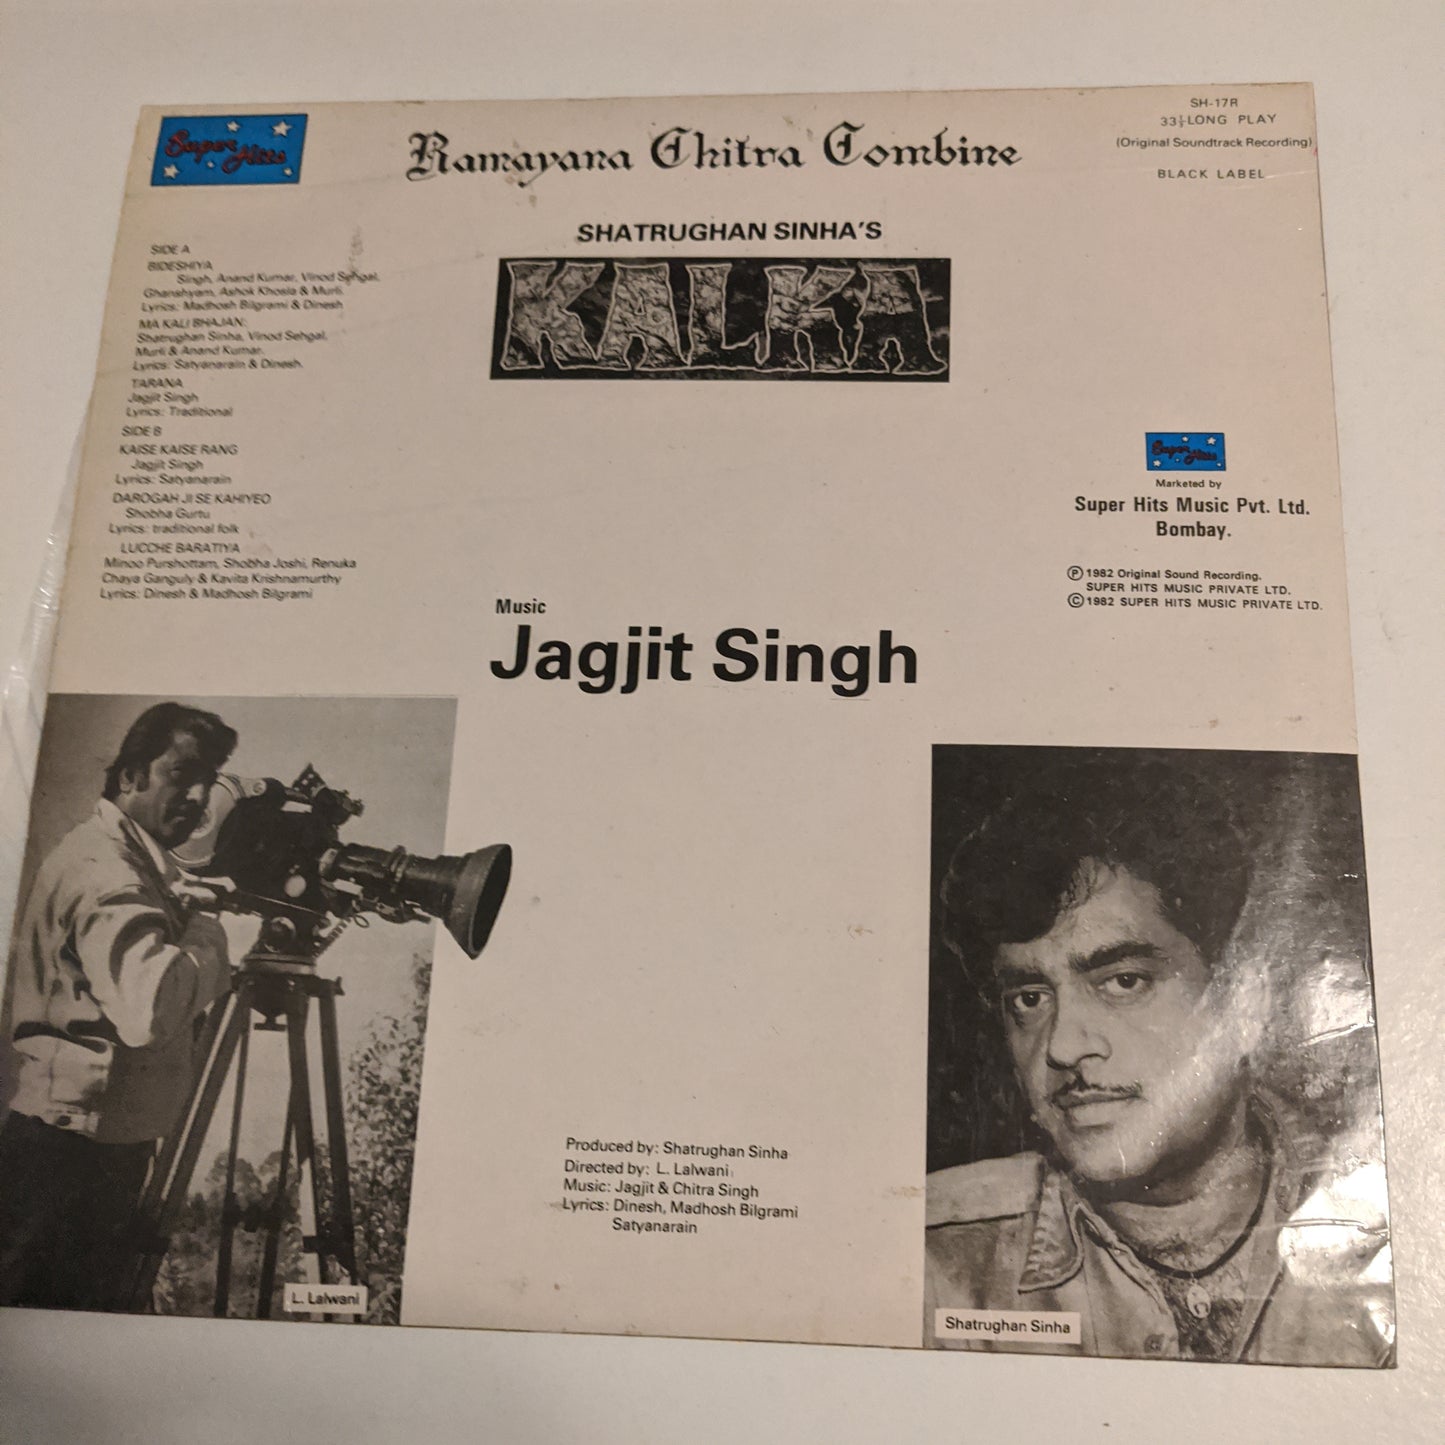 Super Hits
Ramayana Chitra Combine
SH-17R
33⅓ LONG PLAY
(Original Soundtrack Recording)
BLACK LABEL
SHATRUGHAN SINHA'S
KALKA
SIDE A
BIDESHIYA
Singh, Anand Kumar, Vinod Sehgal,
Ghanshyam, Ashok Khosla & Murli.
Lyrics: Madhosh Bilgrami & Dinesh
MA KALI BHAJAN:
Shatrughan Sinha, Vinod Sehgal,
Murli & Anand Kumar.
Lyrics: Satyanarain & Dinesh.
TARANA
Jagjit Singh
Lyrics: Traditional
SIDE B
KAISE KAISE RANG
Jagjit Singh
Lyrics: Satyanarain
DAROGAH JI SE KAHIYEO
Shobha Gurtu
Lyrics: traditional folk
LUCCHE BARATIYA
Minoo Purshottam, Shobha Joshi, Renuka
Chaya Ganguly & Kavita Krishnamurthy
Lyrics: Dinesh & Madhosh Bilgrami
Super Hits
Marketed by
Super Hits Music Pvt. Ltd.
Bombay.
Ⓟ 1982 Original Sound Recording.
SUPER HITS MUSIC PRIVATE LTD.
© 1982 SUPER HITS MUSIC PRIVATE LTD.
Music
Jagjit Singh
Produced by: Shatrughan Sinha
Directed by: L. Lalwani
Music: Jagjit & Chitra Singh
Lyrics: Dinesh, Madhosh Bilgrami
Satyanarain
L. Lalwani
Shatrughan Sinha